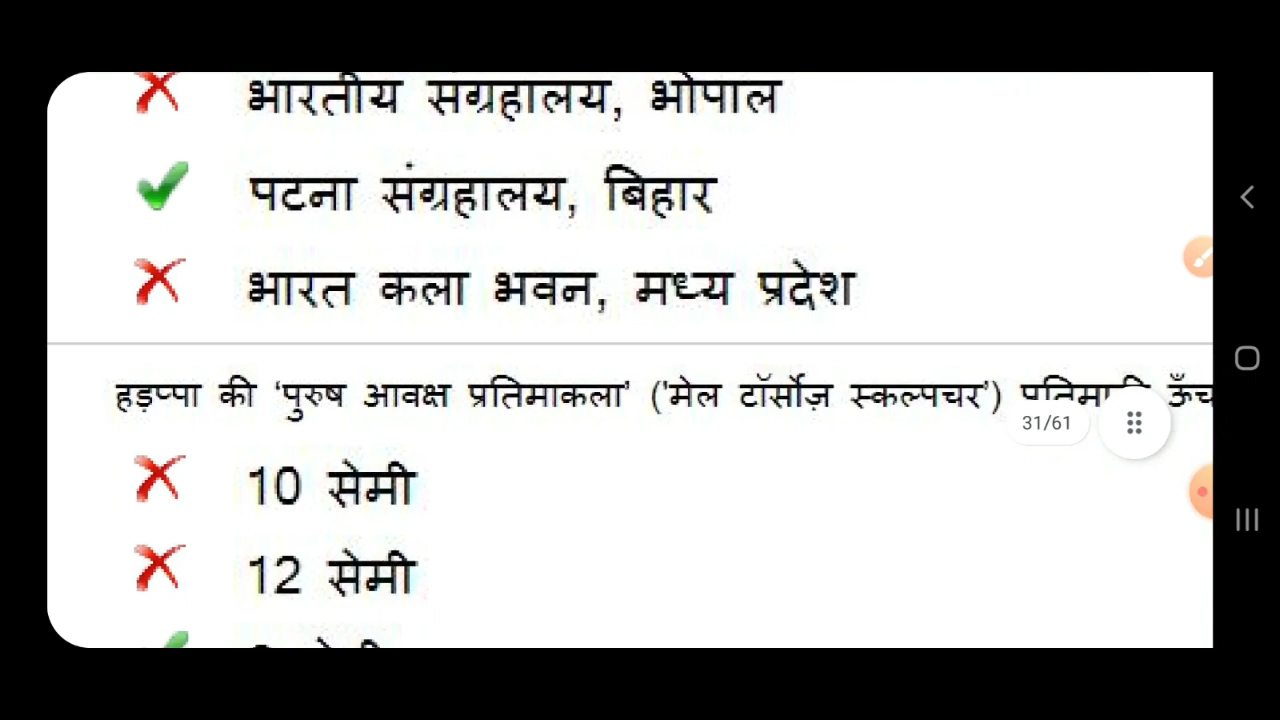 भारतीय संग्रहालय, भोपाल
पटना संग्रहालय, बिहार
भारत कला भवन, मध्य प्रदेश
हड़प्पा की 'पुरुष आवक्ष प्रतिमाकला' ('मेल टॉर्सोज़ स्कल्पचर')
31/61
10 सेमी
12 सेमी